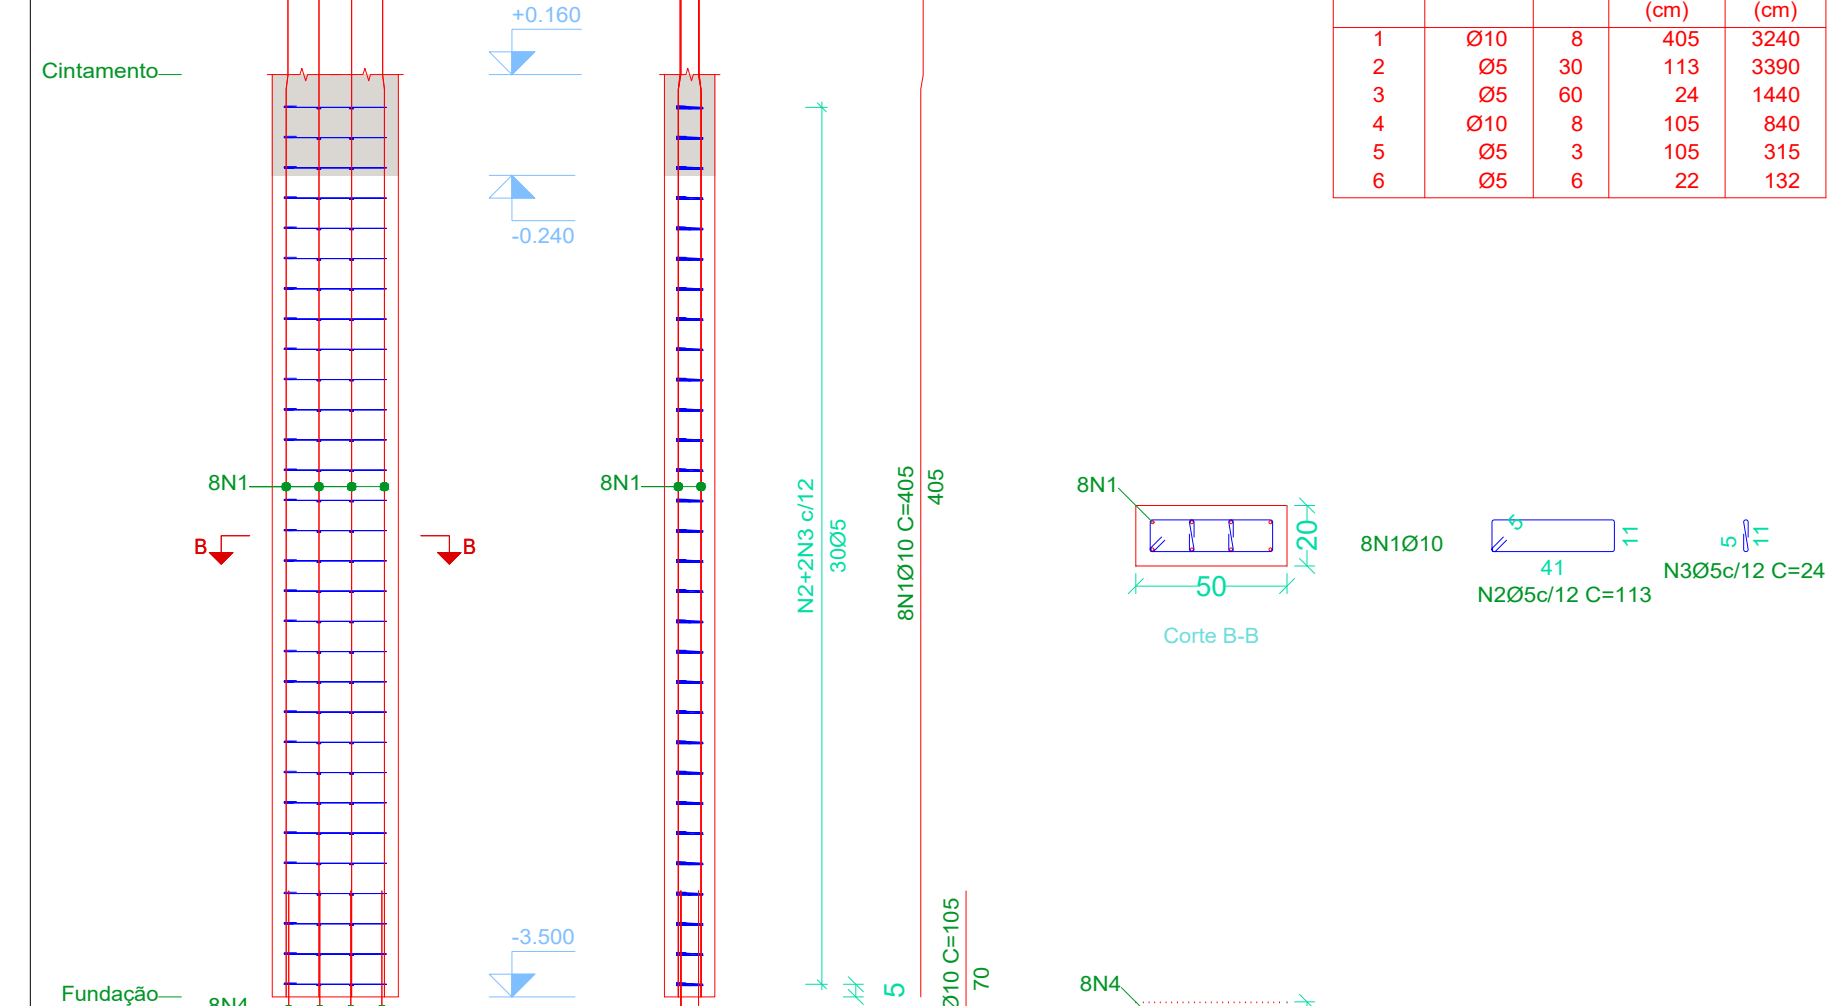 (cm) (cm)
1 Ø10 8 405 3240
2 Ø5 30 113 3390
3 Ø5 60 24 1440
4 Ø10 8 105 840
5 Ø5 3 105 315
6 Ø5 6 22 132
+0.160
Cintamento
-0.240
8N1
8N1
B
B
N2+2N3 c/12
30Ø5
8N1Ø10 C=405
405
8N1
20
50
Corte B-B
8N1Ø10
5
11
41
N2Ø5c/12 C=113
5
11
N3Ø5c/12 C=24
-3.500
Fundação
8N4
5
Ø10 C=105
70
8N4